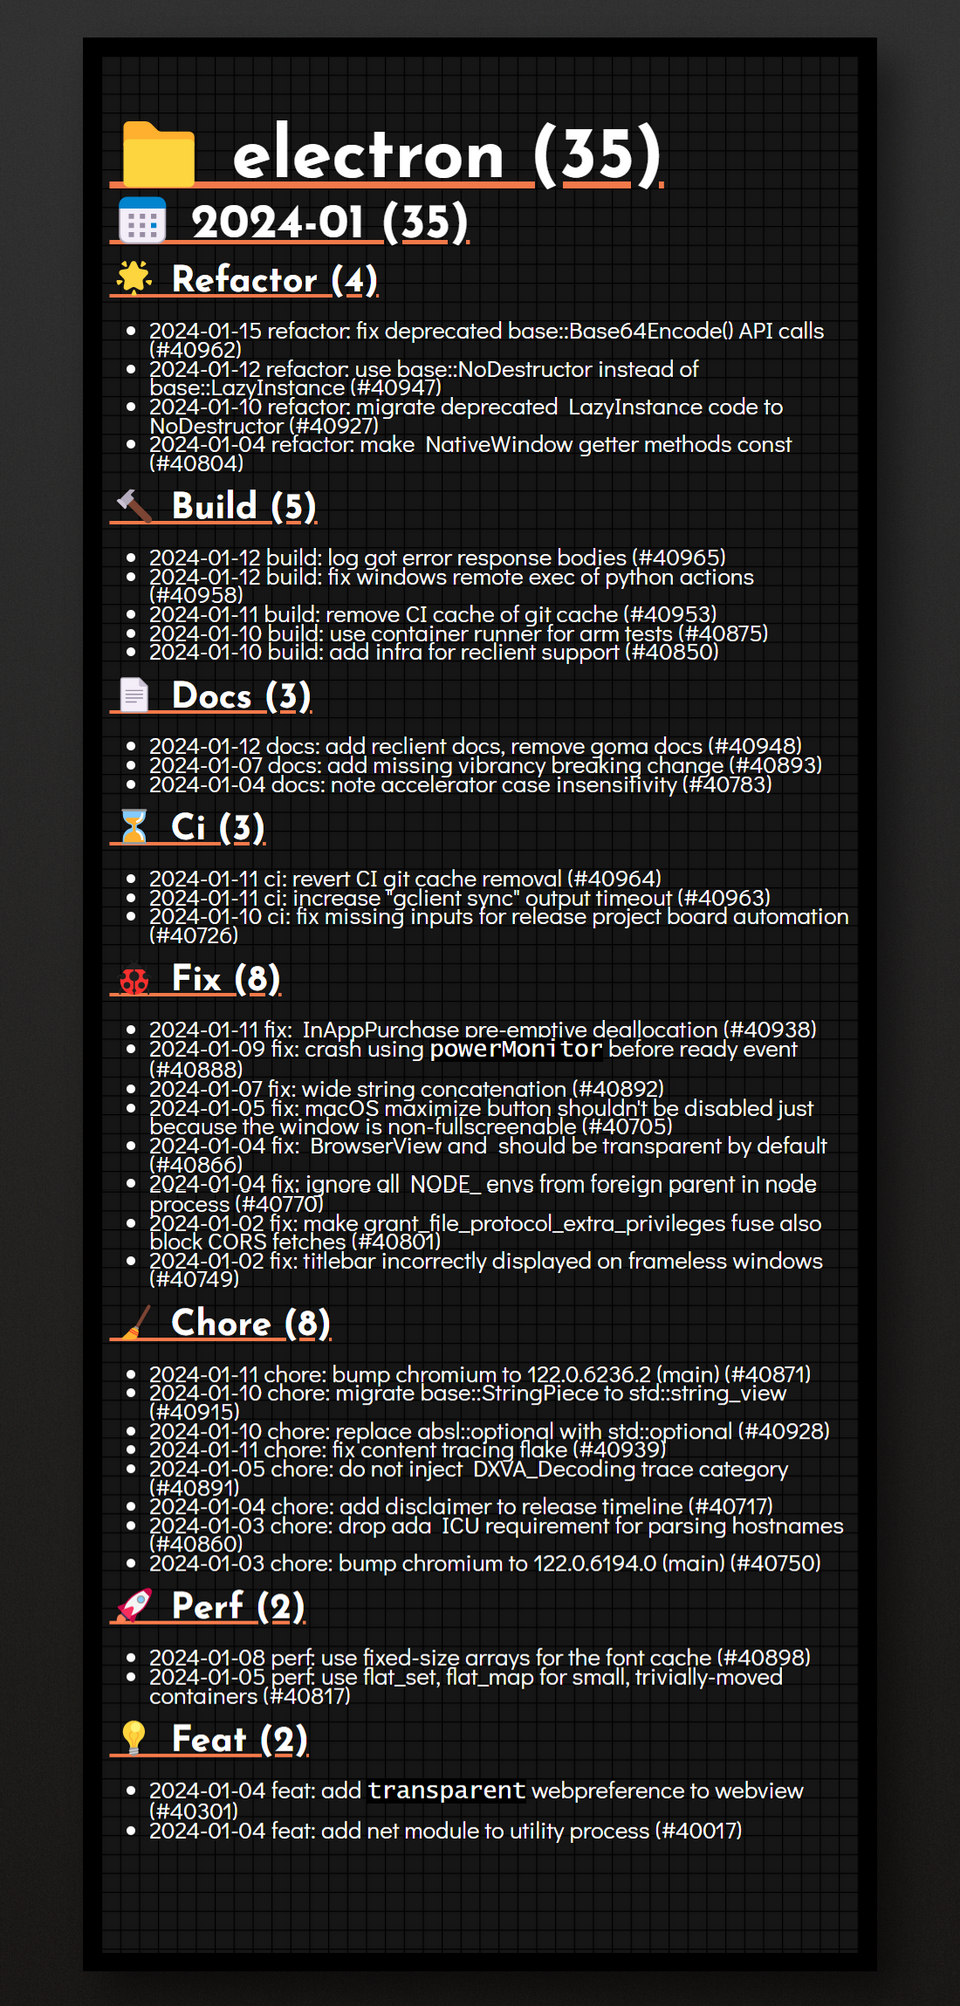 electron (35)
2024-01 (35)
Refactor (4)
2024-01-15 refactor: fix deprecated base::Base64Encode() API calls
(#40962)
2024-01-12 refactor: use base::NoDestructor instead of
base::LazyInstance (#40947)
2024-01-10 refactor: migrate deprecated LazyInstance code to
NoDestructor (#40927)
2024-01-04 refactor: make NativeWindow getter methods const
(#40804)
Build (5)
2024-01-12 build: log got error response bodies (#40965)
2024-01-12 build: fix windows remote exec of python actions
(#40958)
2024-01-11 build: remove CI cache of git cache (#40953)
2024-01-10 build: use container runner for arm tests (#40875)
2024-01-10 build: add infra for reclient support (#40850)
Docs (3)
2024-01-12 docs: add reclient docs, remove goma docs (#40948)
2024-01-07 docs: add missing vibrancy breaking change (#40893)
2024-01-04 docs: note accelerator case insensitivity (#40783)
Ci (3)
2024-01-11 ci: revert CI git cache removal (#40964)
2024-01-11 ci: increase "gclient sync" output timeout (#40963)
2024-01-10 ci: fix missing inputs for release project board automation
(#40726)
Fix (8)
2024-01-11 fix: InAppPurchase pre-emptive deallocation (#40938)
2024-01-09 fix: crash using powerMonitor before ready event
(#40888)
2024-01-07 fix: wide string concatenation (#40892)
2024-01-05 fix: macOS maximize button shouldn't be disabled just
because the window is non-fullscreenable (#40705)
2024-01-04 fix: BrowserView and should be transparent by default
(#40866)
2024-01-04 fix: ignore all NODE_ envs from foreign parent in node
process (#40770)
2024-01-02 fix: make grant_file_protocol_extra_privileges fuse also
block CORS fetches (#40801)
2024-01-02 fix: titlebar incorrectly displayed on frameless windows
(#40749)
Chore (8)
2024-01-11 chore: bump chromium to 122.0.6236.2 (main) (#40871)
2024-01-10 chore: migrate base::StringPiece to std::string_view
(#40915)
2024-01-10 chore: replace absl::optional with std::optional (#40928)
2024-01-11 chore: fix content tracing flake (#40939)
2024-01-05 chore: do not inject DXVA_Decoding trace category
(#40891)
2024-01-04 chore: add disclaimer to release timeline (#40717)
2024-01-03 chore: drop ada ICU requirement for parsing hostnames
(#40860)
2024-01-03 chore: bump chromium to 122.0.6194.0 (main) (#40750)
Perf (2)
2024-01-08 perf: use fixed-size arrays for the font cache (#40898)
2024-01-05 perf: use flat_set, flat_map for small, trivially-moved
containers (#40817)
Feat (2)
2024-01-04 feat: add transparent webpreference to webview
(#40301)
2024-01-04 feat: add net module to utility process (#40017)